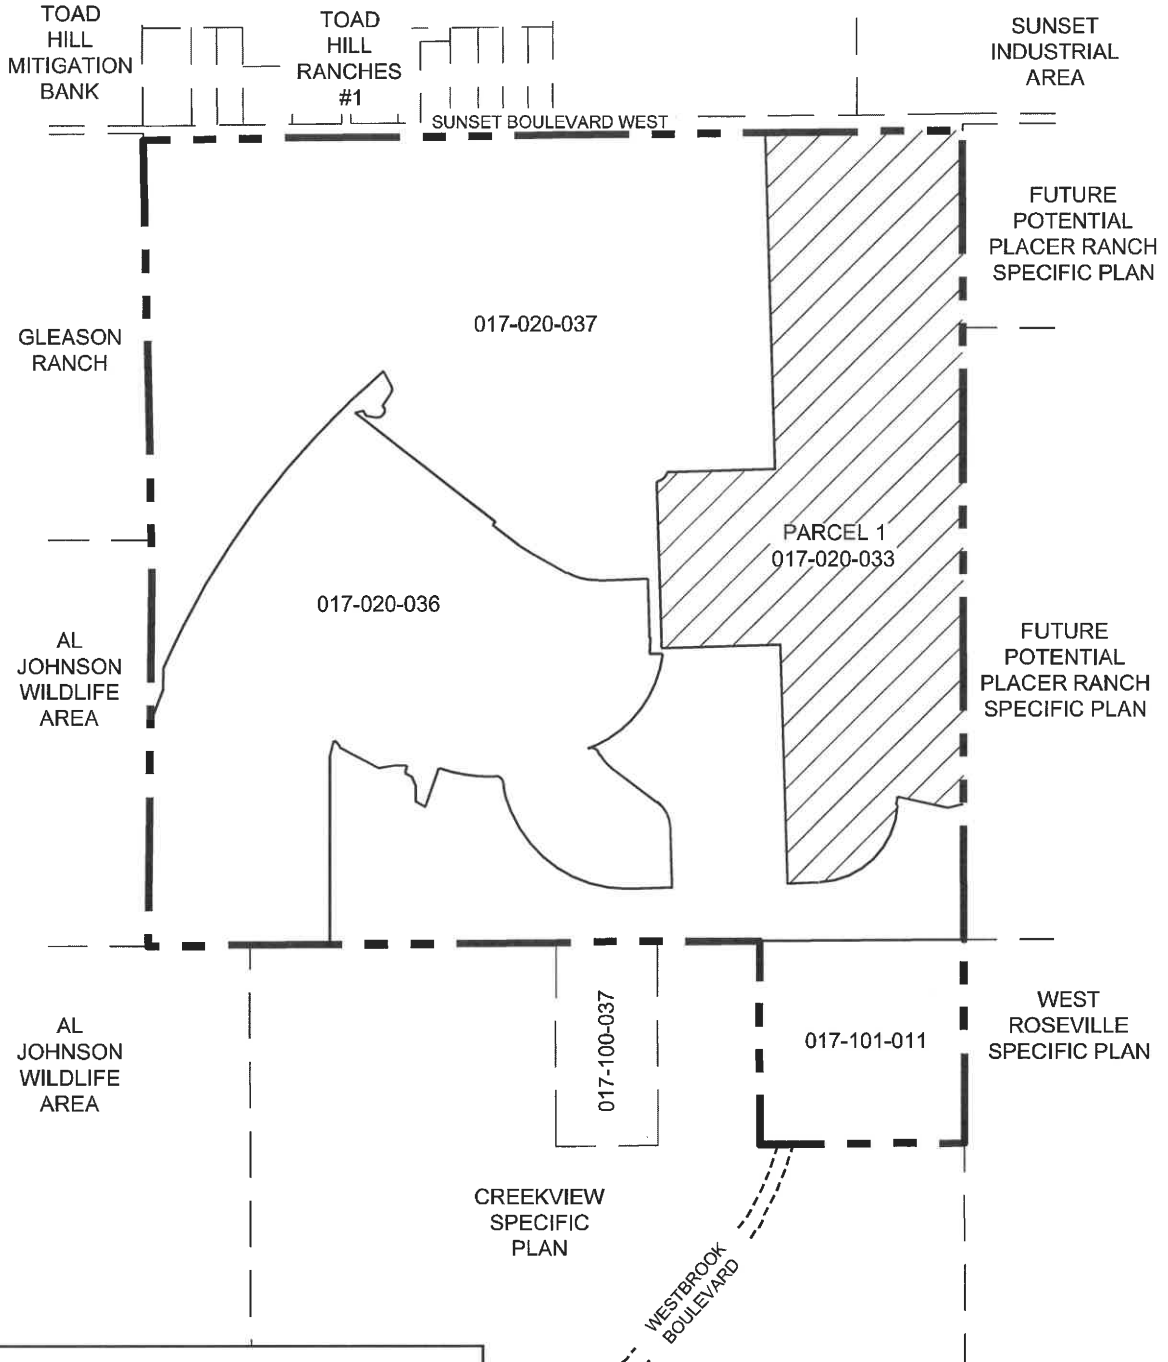 TOAD
HILL
MITIGATION
BANK
TOAD
HILL
RANCHES
#1
SUNSET
INDUSTRIAL
AREA
SUNSET BOULEVARD WEST
FUTURE
POTENTIAL
PLACER RANCH
SPECIFIC PLAN
017-020-037
GLEASON
RANCH
PARCEL 1
017-020-033
017-020-036
AL
JOHNSON
WILDLIFE
AREA
FUTURE
POTENTIAL
PLACER RANCH
SPECIFIC PLAN
AL
JOHNSON
WILDLIFE
AREA
017-100-037
017-101-011
WEST
ROSEVILLE
SPECIFIC PLAN
CREEKVIEW
SPECIFIC
PLAN
WESTBROOK
BOULEVARD